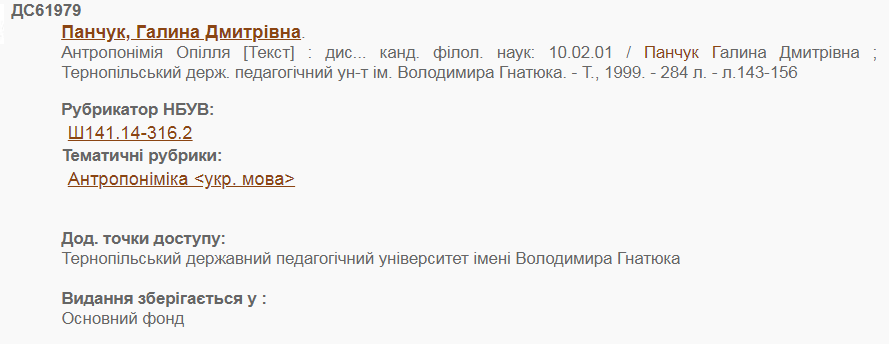 ДС61979
Панчук, Галина Дмитрівна.
Антропонімія Опілля [Текст] : дис... канд. філол. наук: 10.02.01 / Панчук Галина Дмитрівна ;
Тернопільський держ. педагогічний ун-т ім. Володимира Гнатюка. - Т., 1999. - 284 л. - л.143-156
Рубрикатор НБУВ:
Ш141.14-316.2
Тематичні рубрики:
Антропоніміка <укр. мова>
Дод. точки доступу:
Тернопільський державний педагогічний університет імені Володимира Гнатюка
Видання зберігається у :
Основний фонд